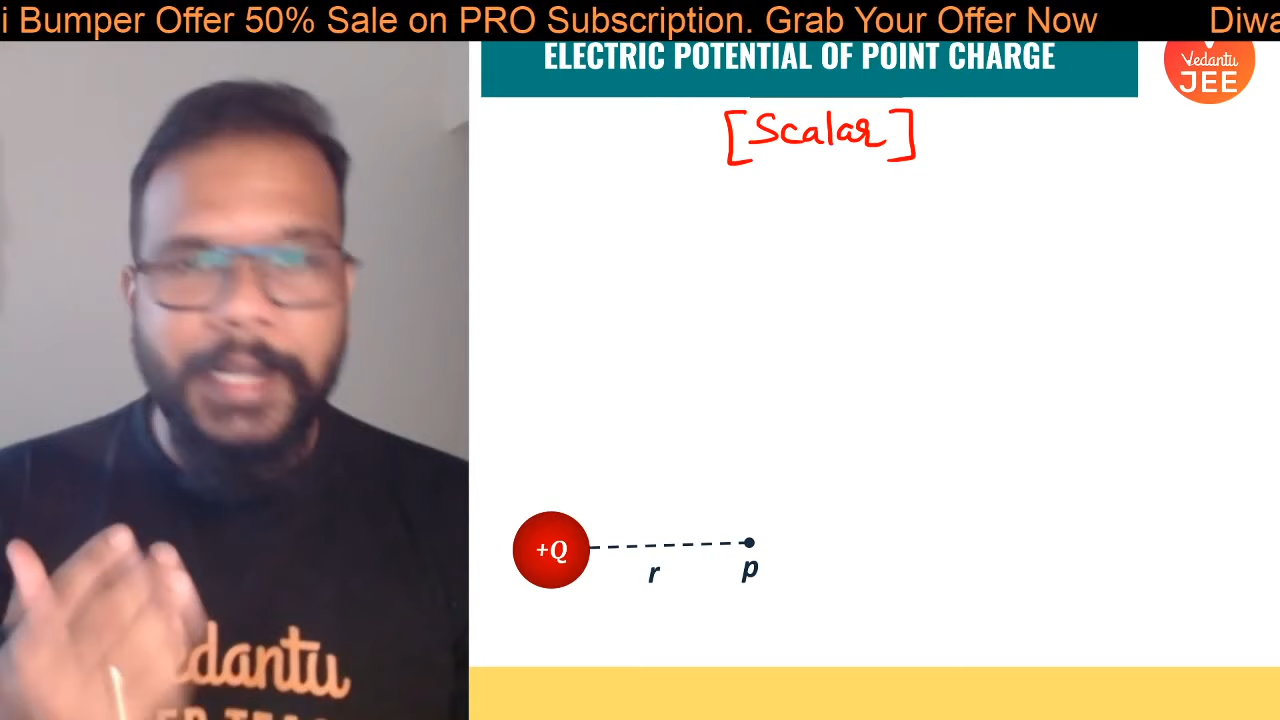 i Bumper Offer 50% Sale on PRO Subscription. Grab Your Offer Now Diwa
ELECTRIC POTENTIAL OF POINT CHARGE
Vedantu
JEE
[Scalar]
+Q
r
p
edantu